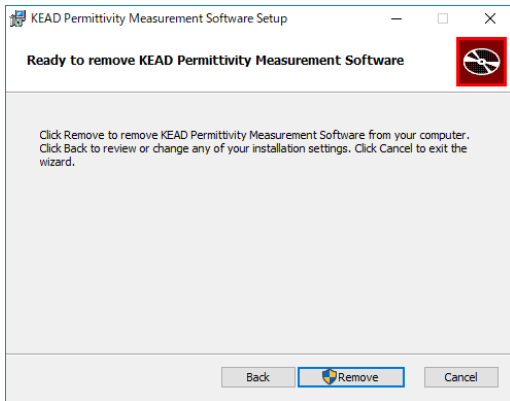 KEAD Permittivity Measurement Software Setup
Ready to remove KEAD Permittivity Measurement Software
Click Remove to remove KEAD Permittivity Measurement Software from your computer.
Click Back to review or change any of your installation settings. Click Cancel to exit the
wizard.
Back Remove Cancel